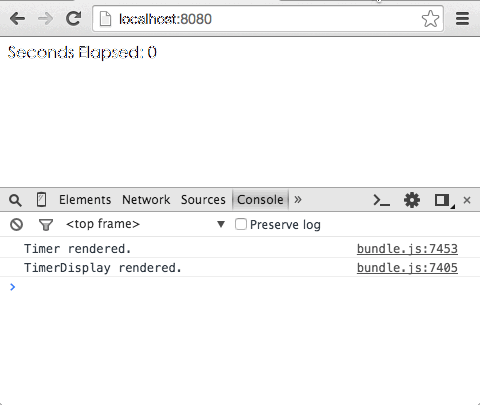 localhost:8080
Seconds Elapsed: 0
Elements Network Sources Console »
<top frame> Preserve log
Timer rendered. bundle.js:7453
TimerDisplay rendered. bundle.js:7405